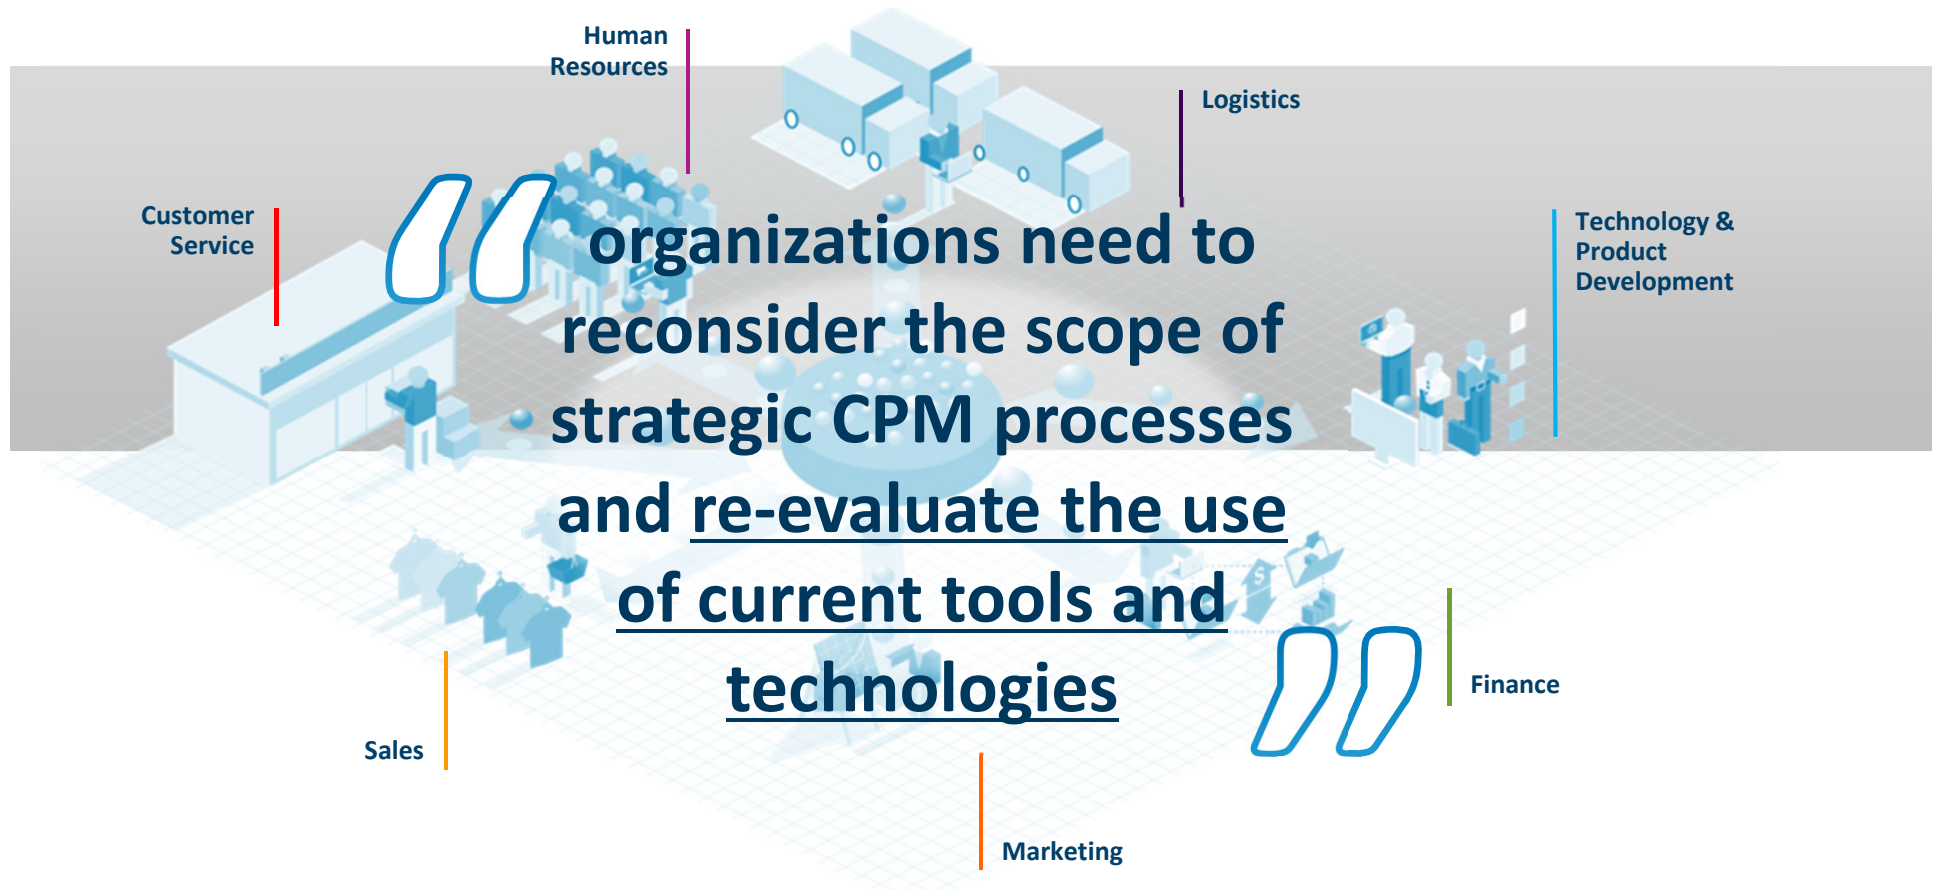 Human
Resources
Logistics
Customer
Service
Technology &
Product
Development
“
organizations need to
reconsider the scope of
strategic CPM processes
and re-evaluate the use
of current tools and
technologies
”
Finance
Sales
Marketing